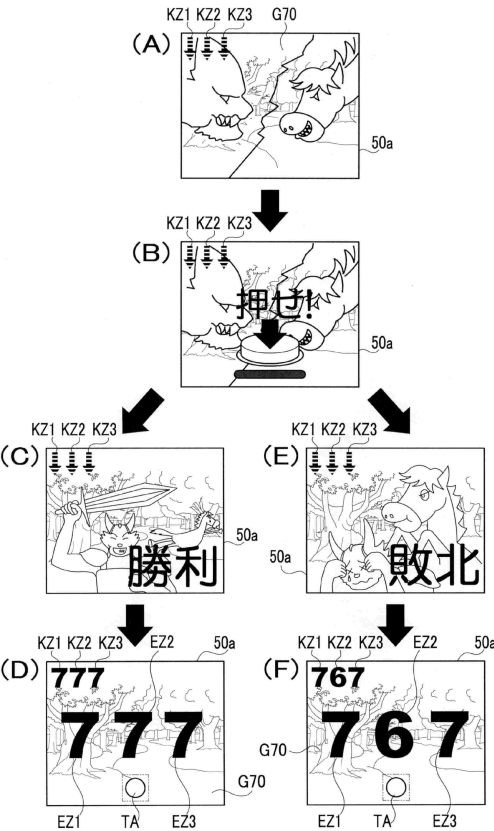 KZ1 KZ2 KZ3 G70
(A)
50a
KZ1 KZ2 KZ3
(B)
押せ!
50a
KZ1 KZ2 KZ3
(C)
50a
勝利
KZ1 KZ2 KZ3
(E)
50a
敗北
KZ1 KZ2 KZ3 EZ2 50a
(D)
777
777
G70
EZ1 TA EZ3
KZ1 KZ2 KZ3 EZ2 50a
(F)
767
G70
767
EZ1 TA EZ3